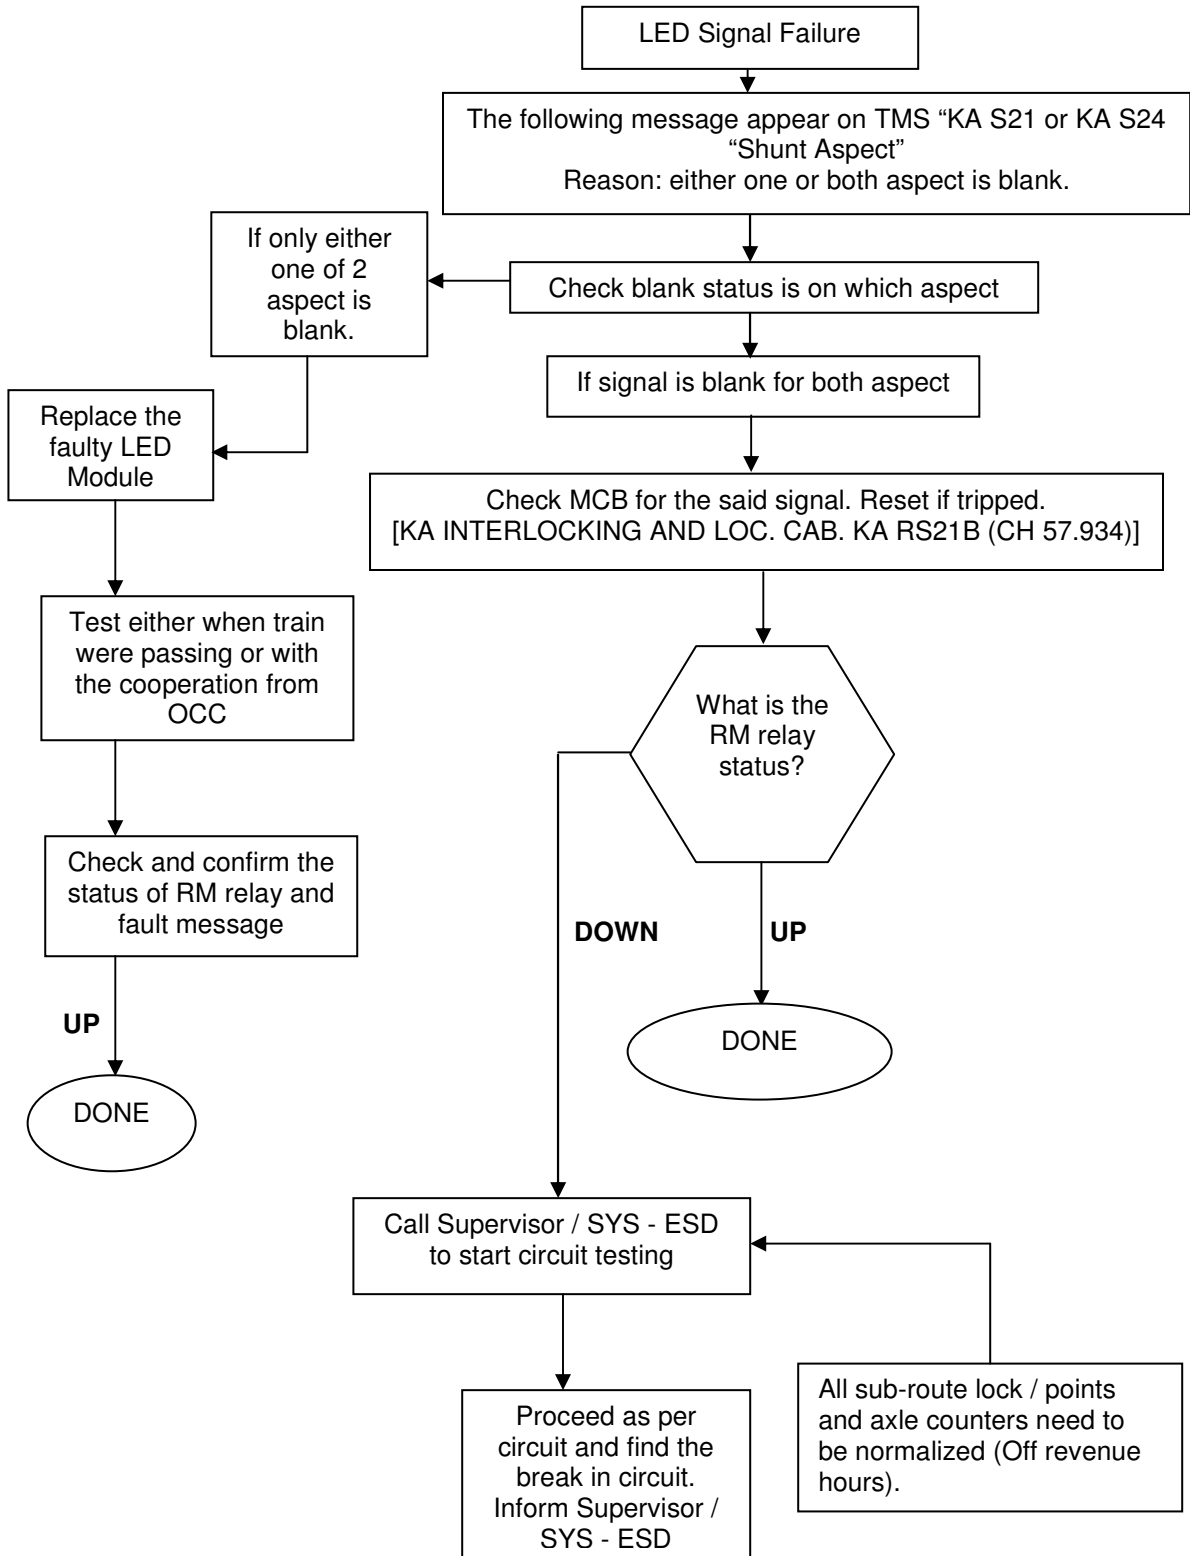 LED Signal Failure
The following message appear on TMS “KA S21 or KA S24
“Shunt Aspect”
Reason: either one or both aspect is blank.
If only either
one of 2
aspect is
blank.
Check blank status is on which aspect
If signal is blank for both aspect
Replace the
faulty LED
Module
Check MCB for the said signal. Reset if tripped.
[KA INTERLOCKING AND LOC. CAB. KA RS21B (CH 57.934)]
Test either when train
were passing or with
the cooperation from
OCC
What is the
RM relay
status?
Check and confirm the
status of RM relay and
fault message
DOWN
UP
UP
DONE
DONE
Call Supervisor / SYS - ESD
to start circuit testing
All sub-route lock / points
and axle counters need to
be normalized (Off revenue
hours).
Proceed as per
circuit and find the
break in circuit.
Inform Supervisor /
SYS - ESD